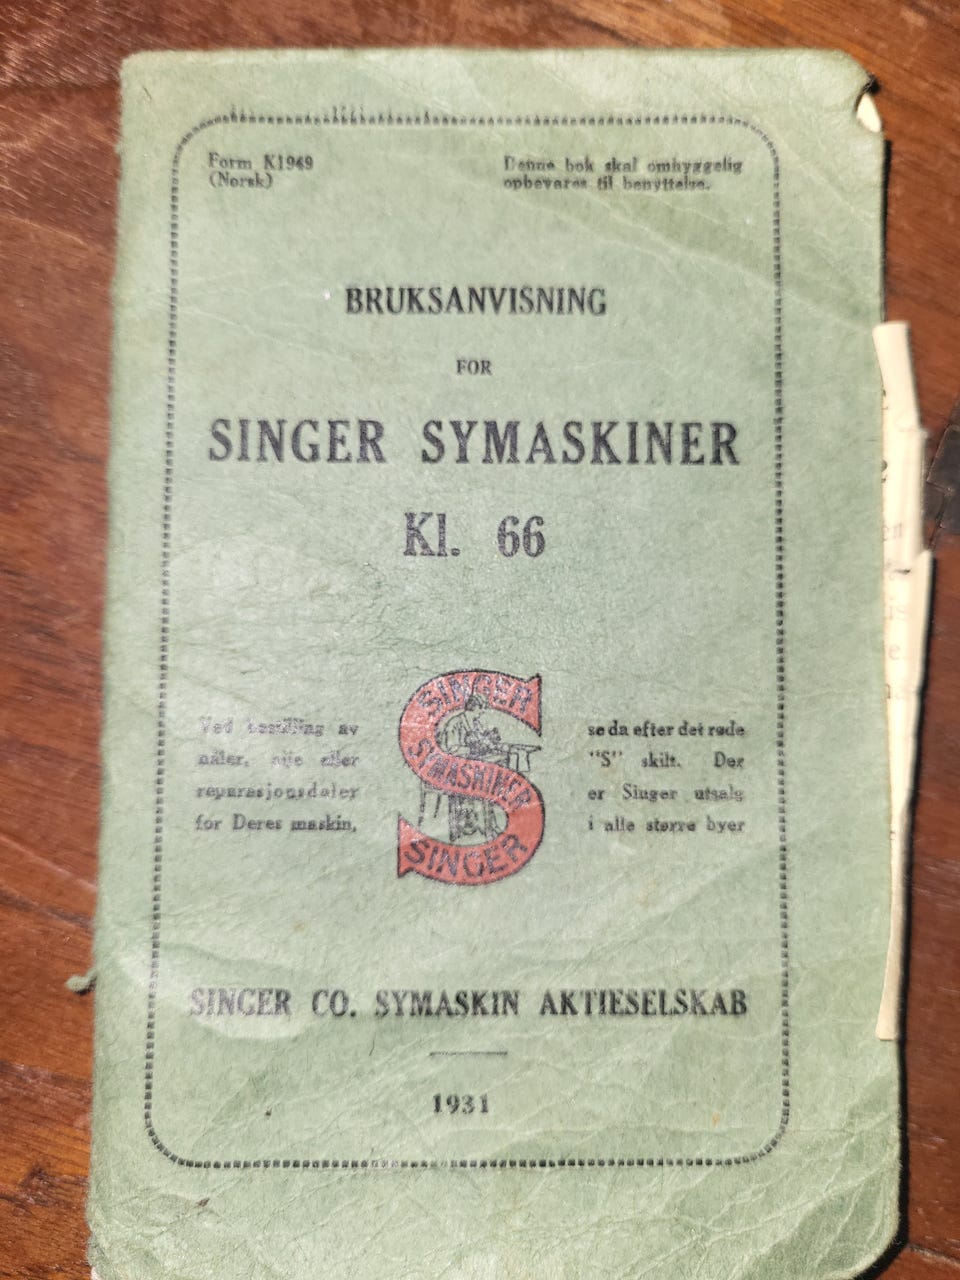 Form K1949
(Norsk)
Denne bok skal omhyggelig
opbevares til benyttelse.
BRUKSANVISNING
FOR
SINGER SYMASKINER
Kl. 66
Ved bestilling av
nåler, olje eller
reparasjonsdeler
for Deres maskin,
SINGER
SYMASKINER
SINGER
se da efter det røde
"S" skilt. Der
er Singer utsalg
i alle større byer
SINGER CO. SYMASKIN AKTIESELSKAB
1931